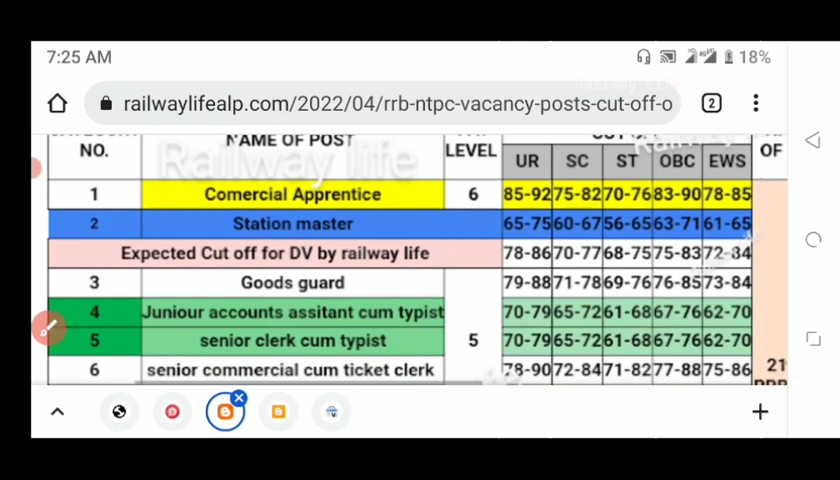 7:25 AM
18%
Railway Life
railwaylifealp.com/2022/04/rrb-ntpc-vacancy-posts-cut-off-o
2
NO. NAME OF POST LEVEL OF
Railway life
Railway life
UR SC ST OBC EWS
1 Comercial Apprentice 6 85-92 75-82 70-76 83-90 78-85
2 Station master 65-75 60-67 56-65 63-71 61-65
Expected Cut off for DV by railway life 78-86 70-77 68-75 75-83 72-84
3 Goods guard 79-88 71-78 69-76 76-85 73-84
4 Juniour accounts assitant cum typist 70-79 65-72 61-68 67-76 62-70
5 senior clerk cum typist 5 70-79 65-72 61-68 67-76 62-70
6 senior commercial cum ticket clerk 78-90 72-84 71-82 77-88 75-86
21